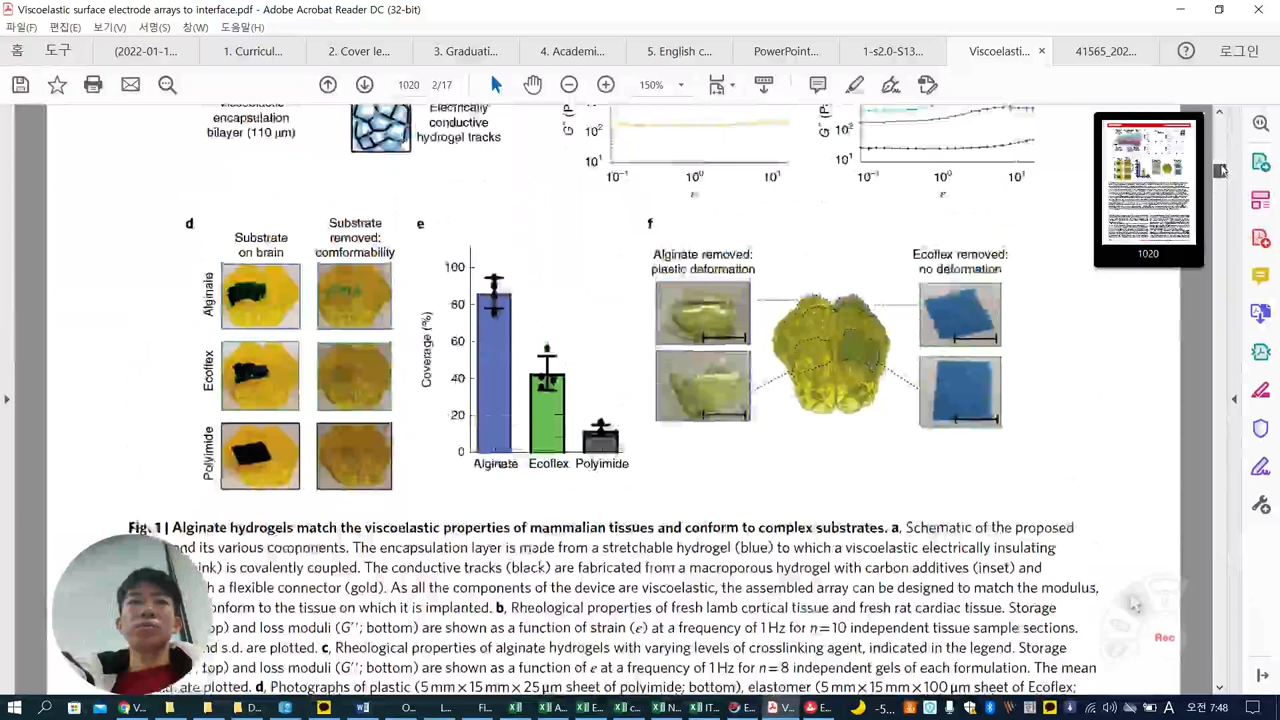 Viscoelastic surface electrode arrays to interface.pdf - Adobe Acrobat Reader DC (32-bit)
파일(F) 편집(E) 보기(V) 서명(S) 창(W) 도움말(H)
홈 도구 (2022-01-1... 1. Curricul... 2. Cover le... 3. Graduati... 4. Academi... 5. English c... PowerPoint... 1-s2.0-S13... Viscoelasti... × 41565_202... 로그인
1020 2/17 150%
encapsulation
bilayer (110 μm)
Electrically
conductive
hydrogel tracks
G'' (P
10²
10¹
10⁻¹ 10⁰ 10¹
ε
G'' (P
10²
10¹
10⁻¹ 10⁰ 10¹
ε
1020
d
Substrate
on brain
Substrate
removed:
comformability
Alginate
Ecoflex
Polyimide
e
Coverage (%)
100
80
60
40
20
0
Alginate Ecoflex Polyimide
f
Alginate removed:
plastic deformation
Ecoflex removed:
no deformation
Fig. 1 | Alginate hydrogels match the viscoelastic properties of mammalian tissues and conform to complex substrates. a, Schematic of the proposed
and its various components. The encapsulation layer is made from a stretchable hydrogel (blue) to which a viscoelastic electrically insulating
is covalently coupled. The conductive tracks (black) are fabricated from a macroporous hydrogel with carbon additives (inset) and
a flexible connector (gold). As all the components of the device are viscoelastic, the assembled array can be designed to match the modulus,
to the tissue on which it is implanted. b, Rheological properties of fresh lamb cortical tissue and fresh rat cardiac tissue. Storage
and loss moduli (G''; bottom) are shown as a function of strain (ε) at a frequency of 1 Hz for n = 10 independent tissue sample sections.
and s.d. are plotted. c, Rheological properties of alginate hydrogels with varying levels of crosslinking agent, indicated in the legend. Storage
and loss moduli (G''; bottom) are shown as a function of ε at a frequency of 1 Hz for n = 8 independent gels of each formulation. The mean
are plotted. d, Photographs of plastic (5 mm × 15 mm × 25 μm sheet of polyimide; bottom), elastomer (5 mm × 15 mm × 100 μm sheet of Ecoflex;
Rec
-5...
A 오전 7:48